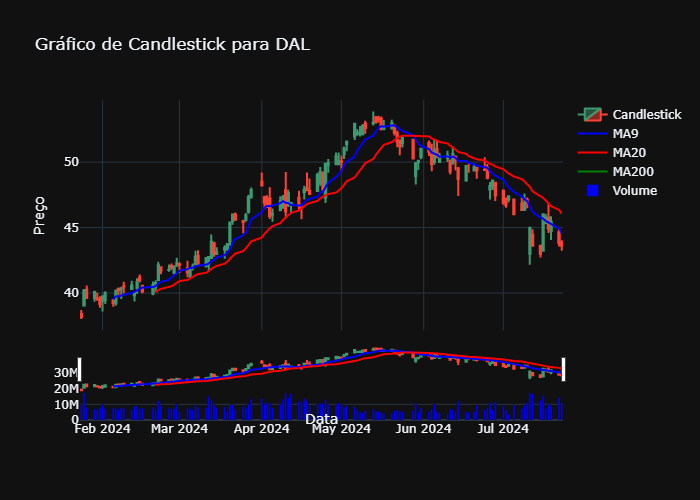 Gráfico de Candlestick para DAL
Candlestick
MA9
MA20
MA200
Volume
Preço
50
45
40
30M
20M
10M
0
Data
Feb 2024
Mar 2024
Apr 2024
May 2024
Jun 2024
Jul 2024